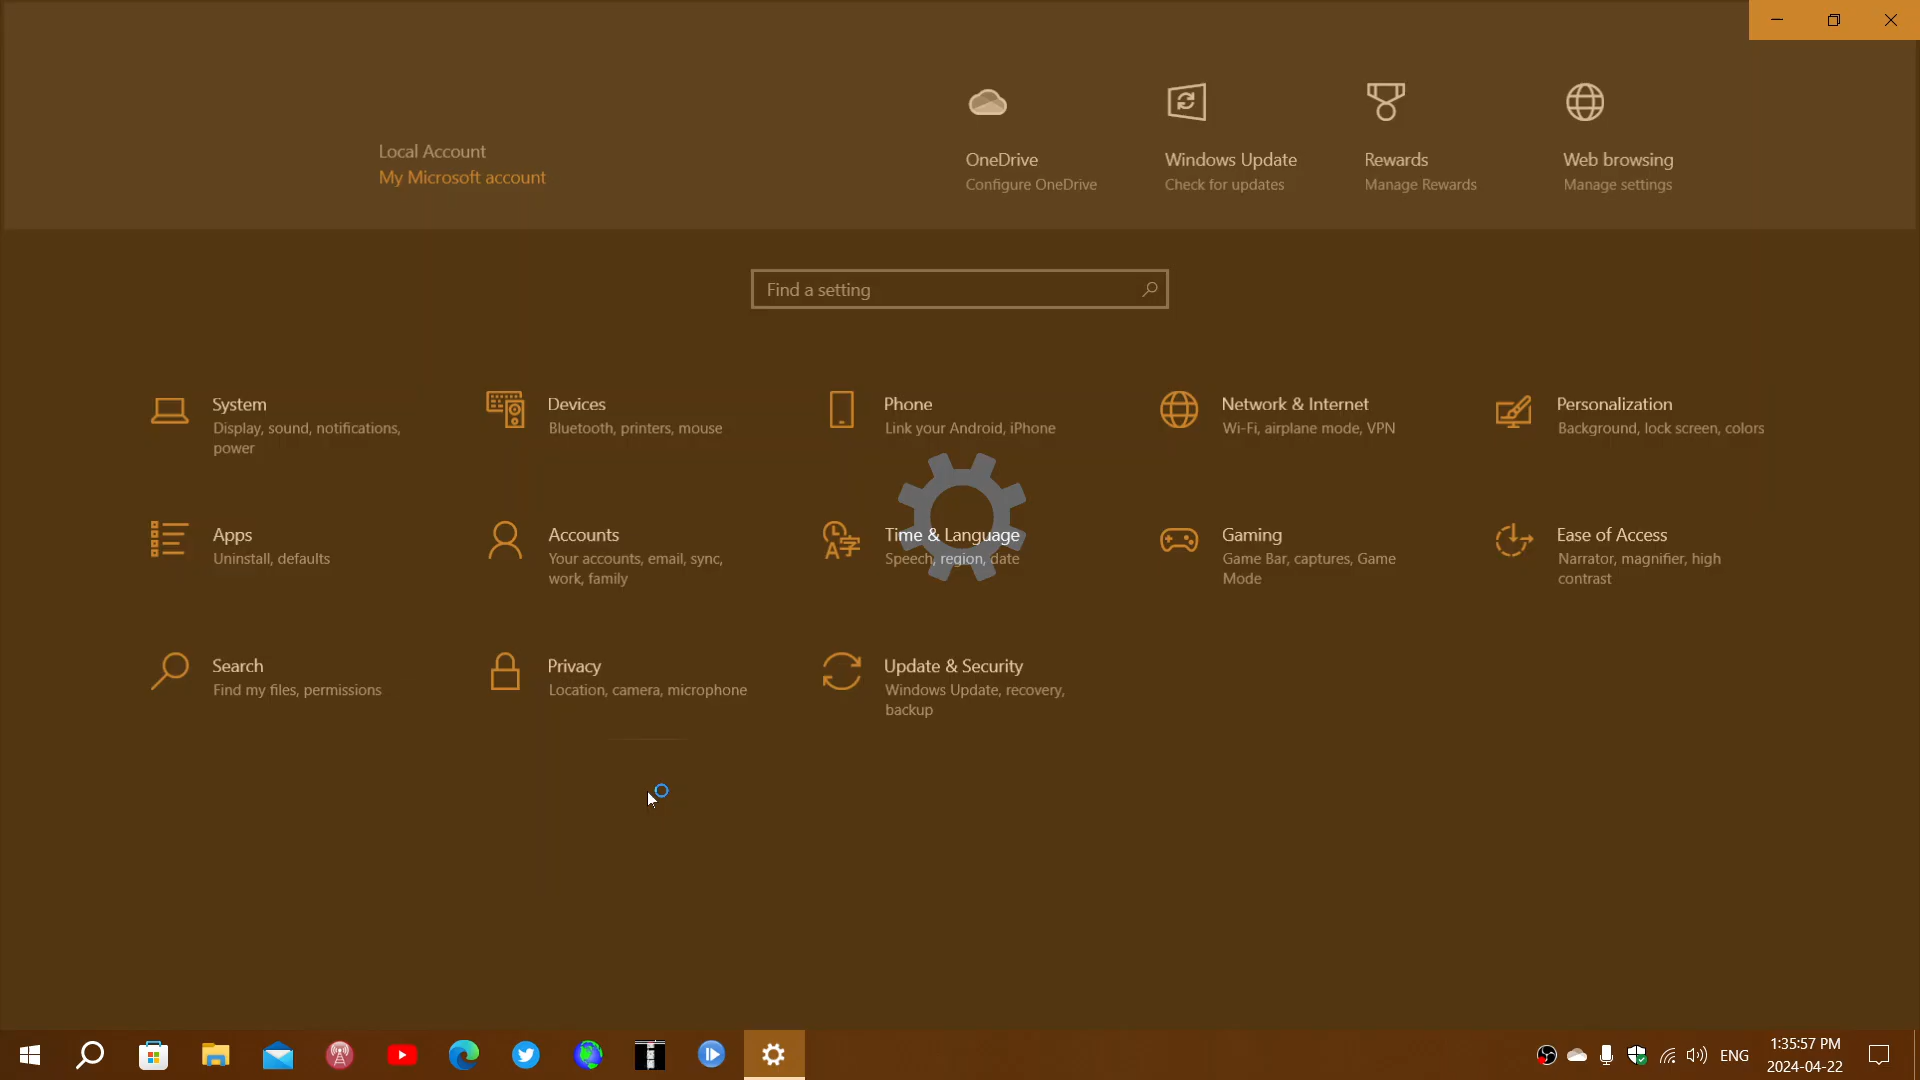 Local Account
My Microsoft account
OneDrive
Configure OneDrive
Windows Update
Check for updates
Rewards
Manage Rewards
Web browsing
Manage settings
Find a setting
System
Display, sound, notifications,
power
Devices
Bluetooth, printers, mouse
Phone
Link your Android, iPhone
Network & Internet
Wi-Fi, airplane mode, VPN
Personalization
Background, lock screen, colors
Apps
Uninstall, defaults
Accounts
Your accounts, email, sync,
work, family
Time & Language
Speech, region, date
Gaming
Game Bar, captures, Game
Mode
Ease of Access
Narrator, magnifier, high
contrast
Search
Find my files, permissions
Privacy
Location, camera, microphone
Update & Security
Windows Update, recovery,
backup
ENG
1:35:57 PM
2024-04-22